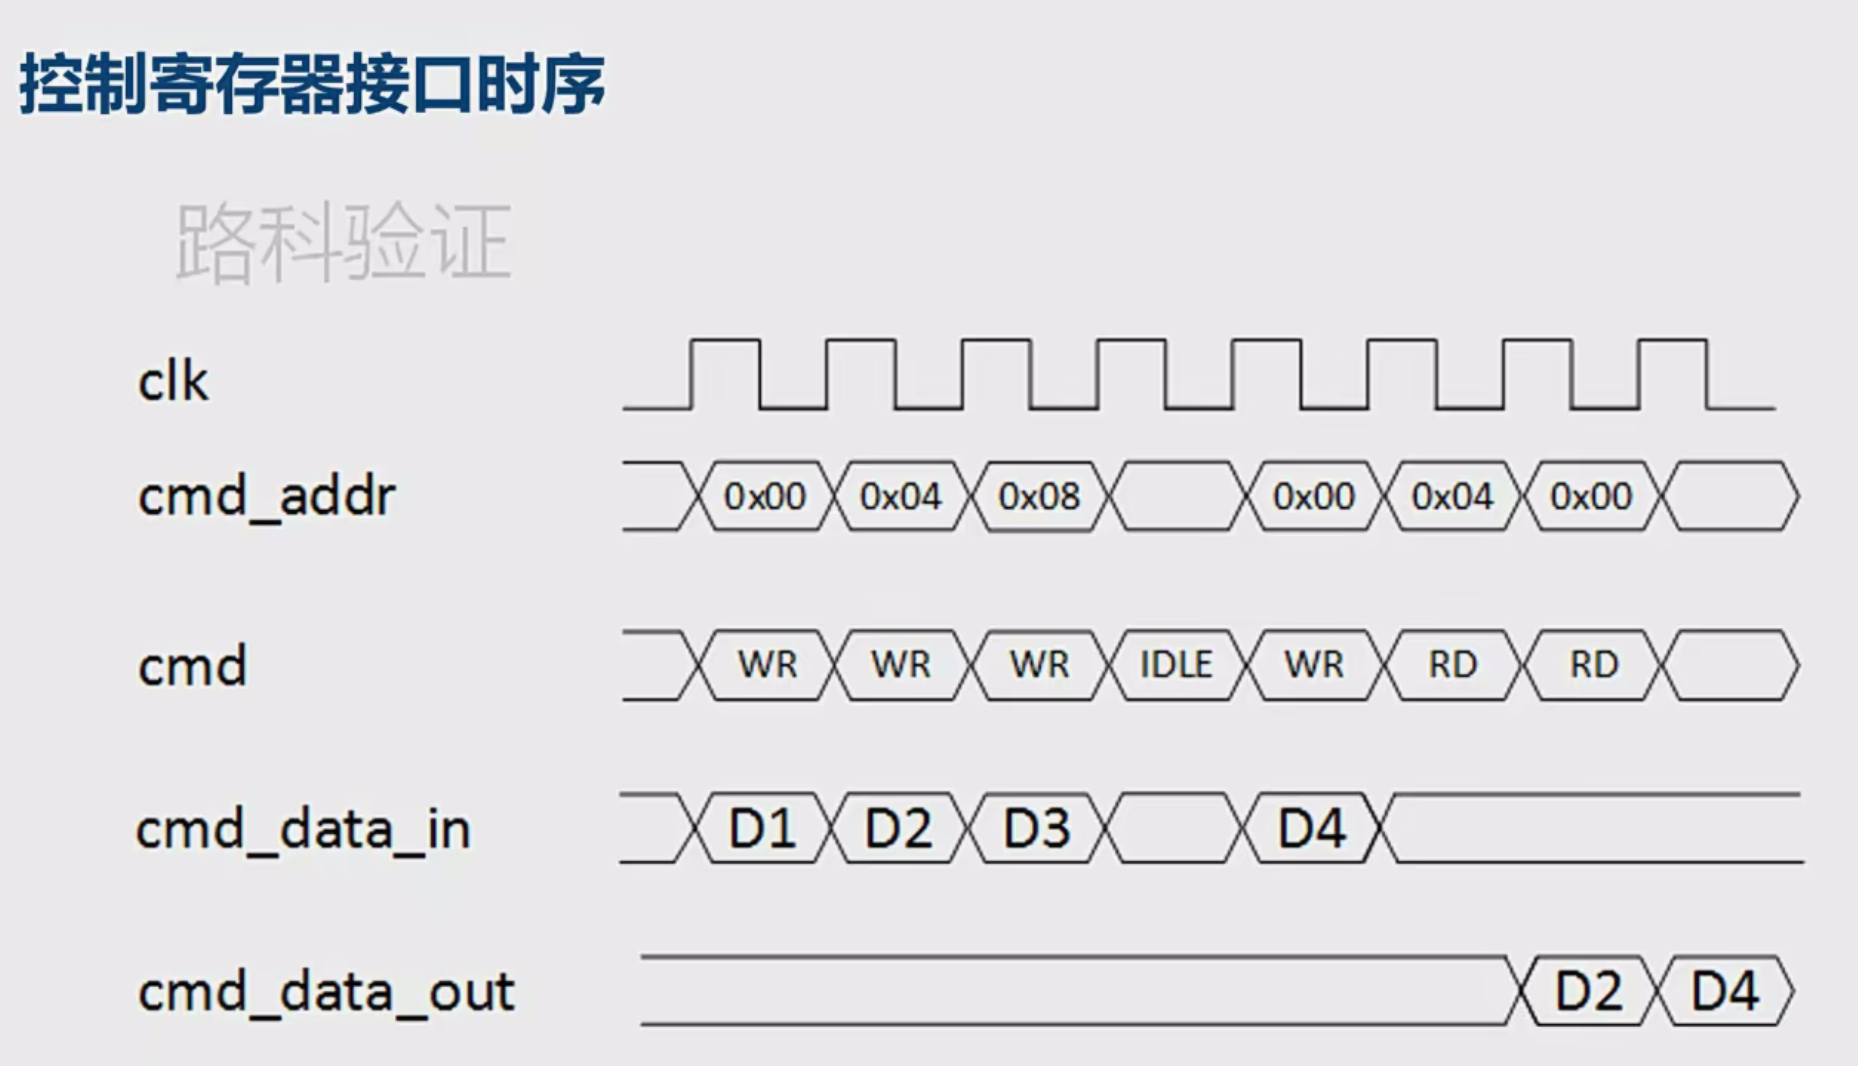 控制寄存器接口时序
路科验证
clk
cmd_addr 0x00 0x04 0x08 0x00 0x04 0x00
cmd WR WR WR IDLE WR RD RD
cmd_data_in D1 D2 D3 D4
cmd_data_out D2 D4